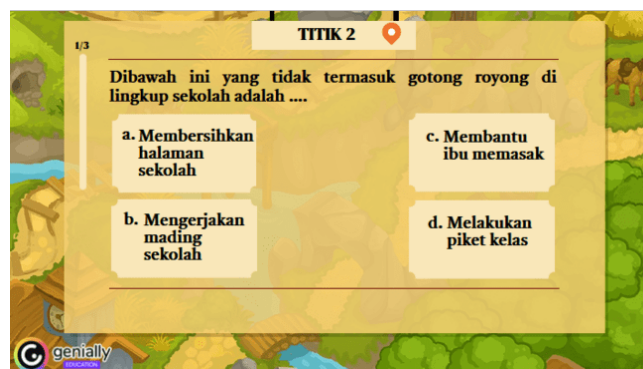 TITIK 2
1/3
Dibawah ini yang tidak termasuk gotong royong di
lingkup sekolah adalah ....
a. Membersihkan
halaman
sekolah
b. Mengerjakan
mading
sekolah
c. Membantu
ibu memasak
d. Melakukan
piket kelas
genially
EDUCATION